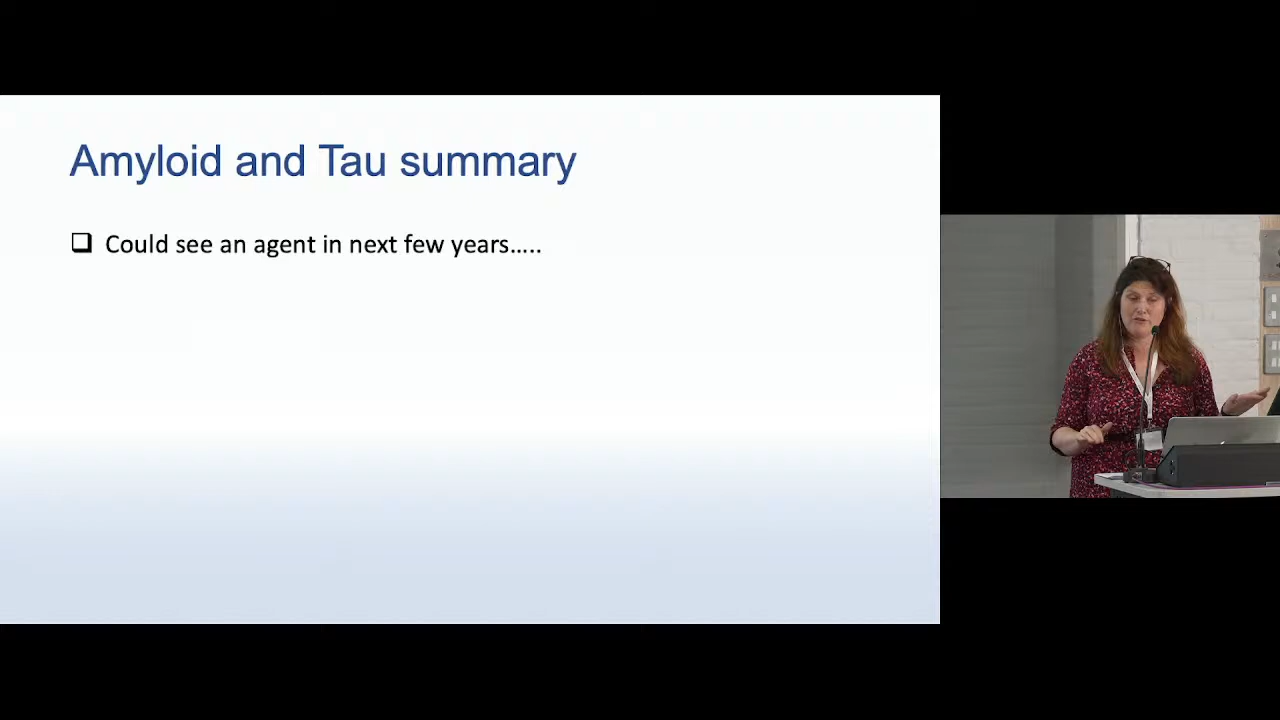 Amyloid and Tau summary
❑ Could see an agent in next few years…..